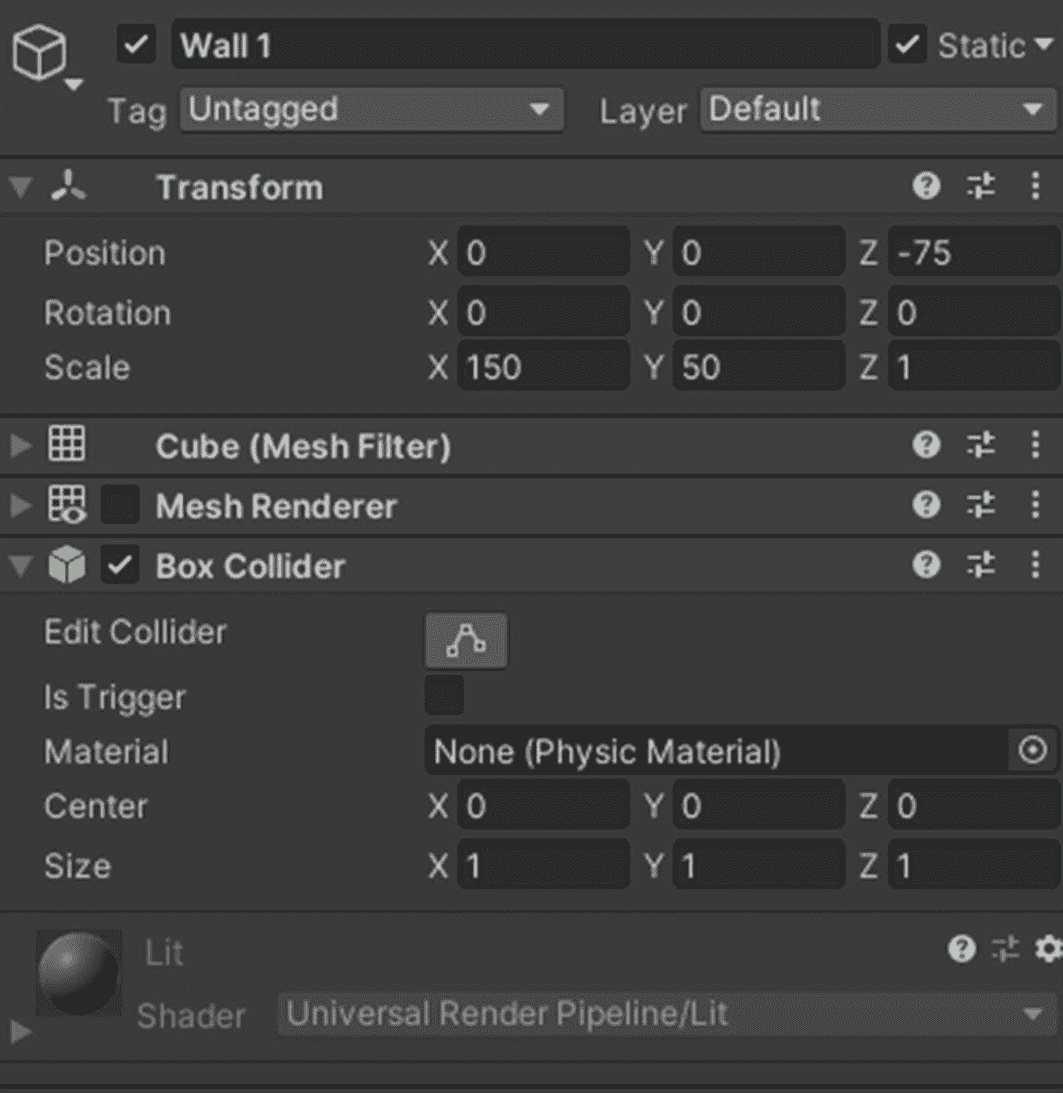 Wall 1 Static
Tag Untagged Layer Default
Transform
Position X 0 Y 0 Z -75
Rotation X 0 Y 0 Z 0
Scale X 150 Y 50 Z 1
Cube (Mesh Filter)
Mesh Renderer
Box Collider
Edit Collider
Is Trigger
Material None (Physic Material)
Center X 0 Y 0 Z 0
Size X 1 Y 1 Z 1
Lit
Shader Universal Render Pipeline/Lit